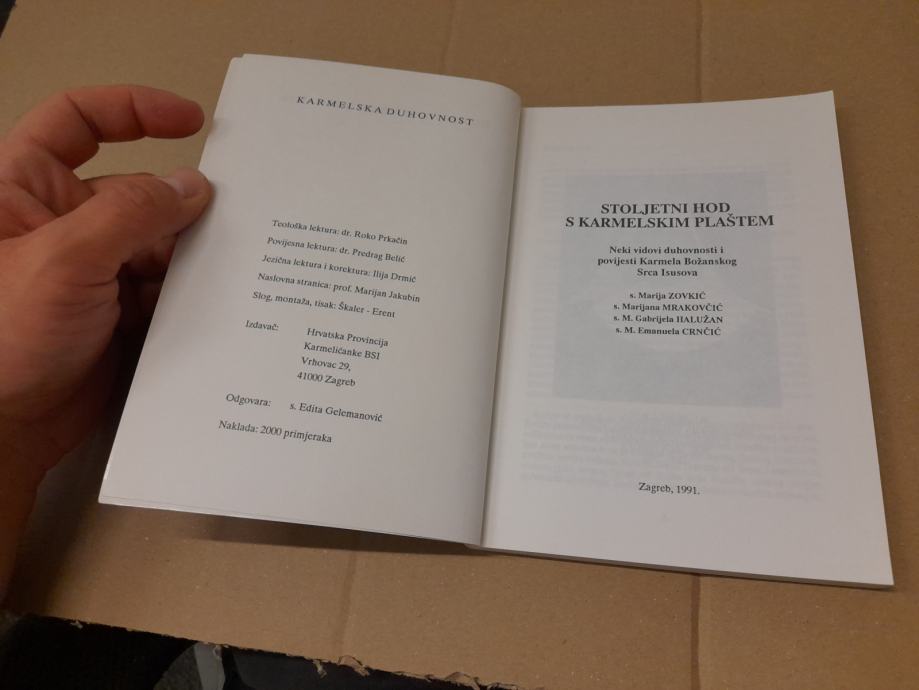 KARMELSKA DUHOVNOST
Teološka lektura: dr. Roko Prkačin
Povijesna lektura: dr. Predrag Belić
Jezična lektura i korektura: Ilija Drmić
Naslovna stranica: prof. Marijan Jakubin
Slog, montaža, tisak: Škaler - Erent
Izdavač: Hrvatska Provincija
Karmelićanke BSI
Vrhovac 29,
41000 Zagreb
Odgovara: s. Edita Gelemanović
Naklada: 2000 primjeraka
STOLJETNI HOD
S KARMELSKIM PLAŠTEM
Neki vidovi duhovnosti i
povijesti Karmela Božanskog
Srca Isusova
s. Marija ZOVKIĆ
s. Marijana MRAKOVČIĆ
s. M. Gabrijela HALUŽAN
s. M. Emanuela CRNČIĆ
Zagreb, 1991.